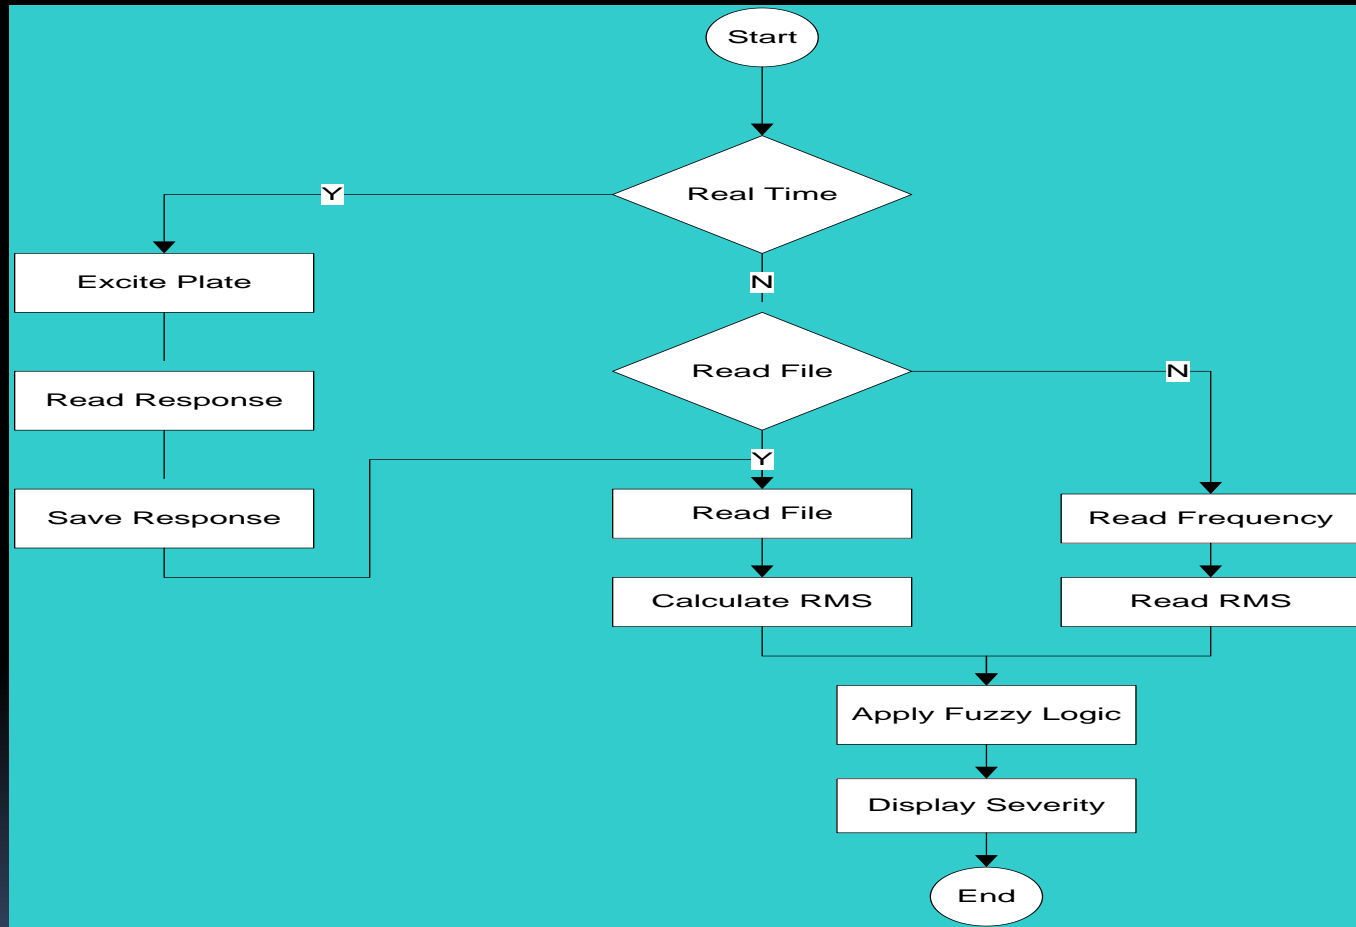 Start
Real Time
Y
N
Excite Plate
Read File
N
Read Response
Y
Save Response
Read File
Read Frequency
Calculate RMS
Read RMS
Apply Fuzzy Logic
Display Severity
End